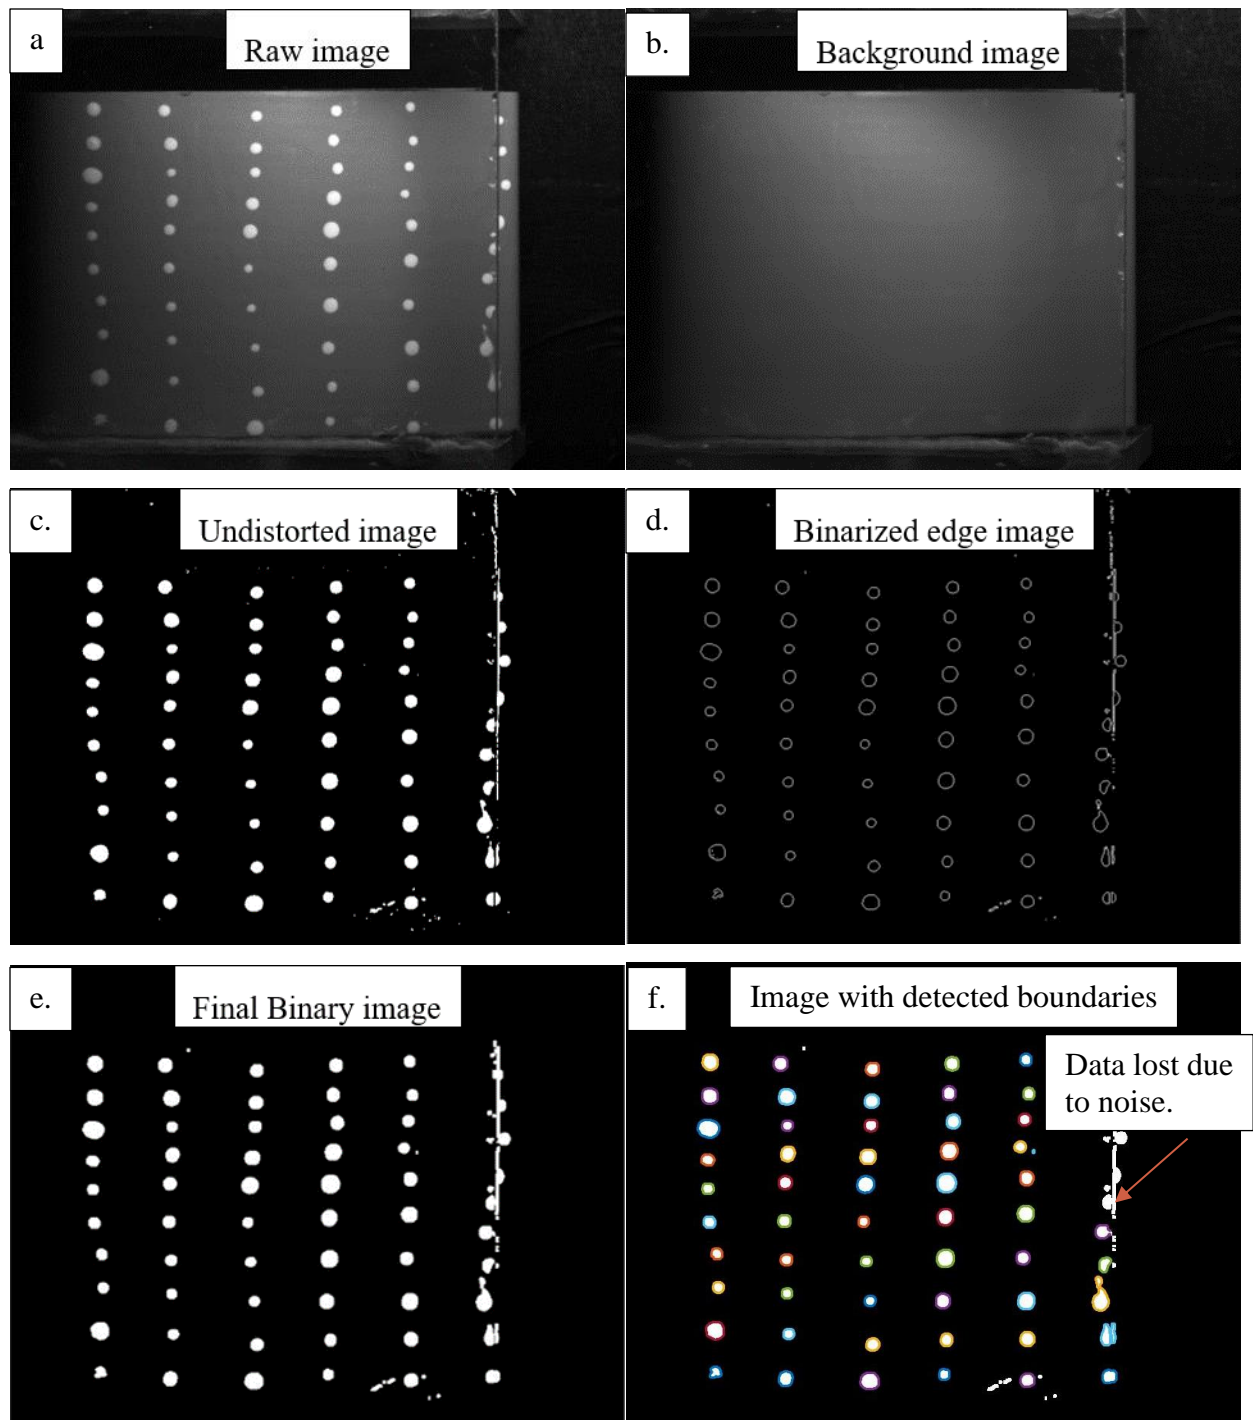 a
Raw image
b.
Background image
c.
Undistorted image
d.
Binarized edge image
e.
Final Binary image
f.
Image with detected boundaries
Data lost due
to noise.